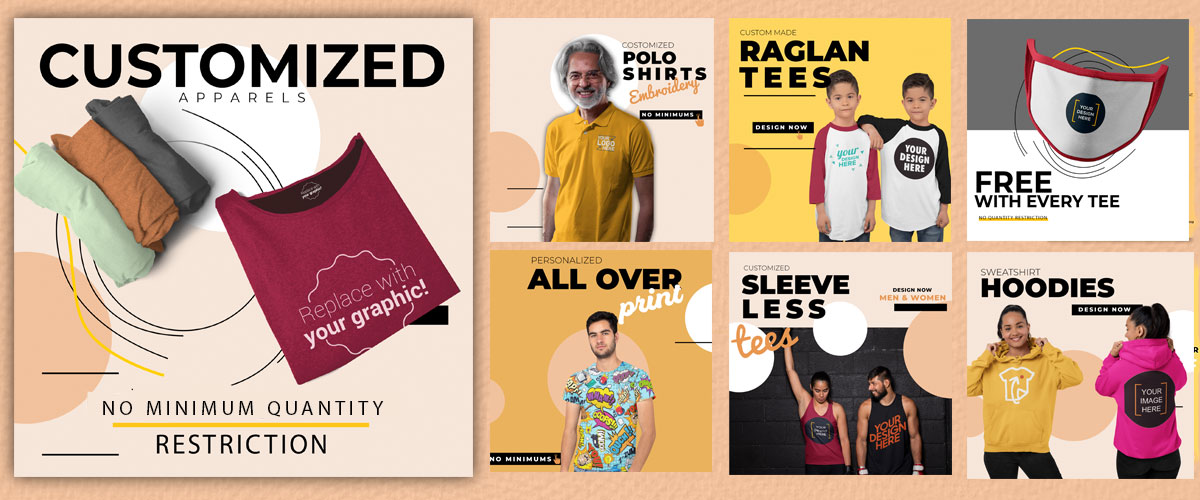 CUSTOMIZED
APPARELS
Replace with
your graphic!
NO MINIMUM QUANTITY
RESTRICTION
COSTOMIZED
POLO
SHIRTS
Embroidery
NO MINIMUMS
YOUR
LOGO
HERE
CUSTOM MADE
RAGLAN
TEES
DESIGN NOW
your
DESIGN
HERE
YOUR
DESIGN
HERE
YOUR
DESIGN
HERE
FREE
WITH EVERY TEE
NO QUANTITY RESTRICTION
PERSONALIZED
ALL OVER
print
NO MINIMUMS
CUSTOMIZED
SLEEVE
LESS
tees
DESIGN NOW
MEN & WOMEN
YOUR
DESIGN
HERE
YOUR
DESIGN
HERE
SWEATSHIRT
HOODIES
DESIGN NOW
YOUR
IMAGE
HERE